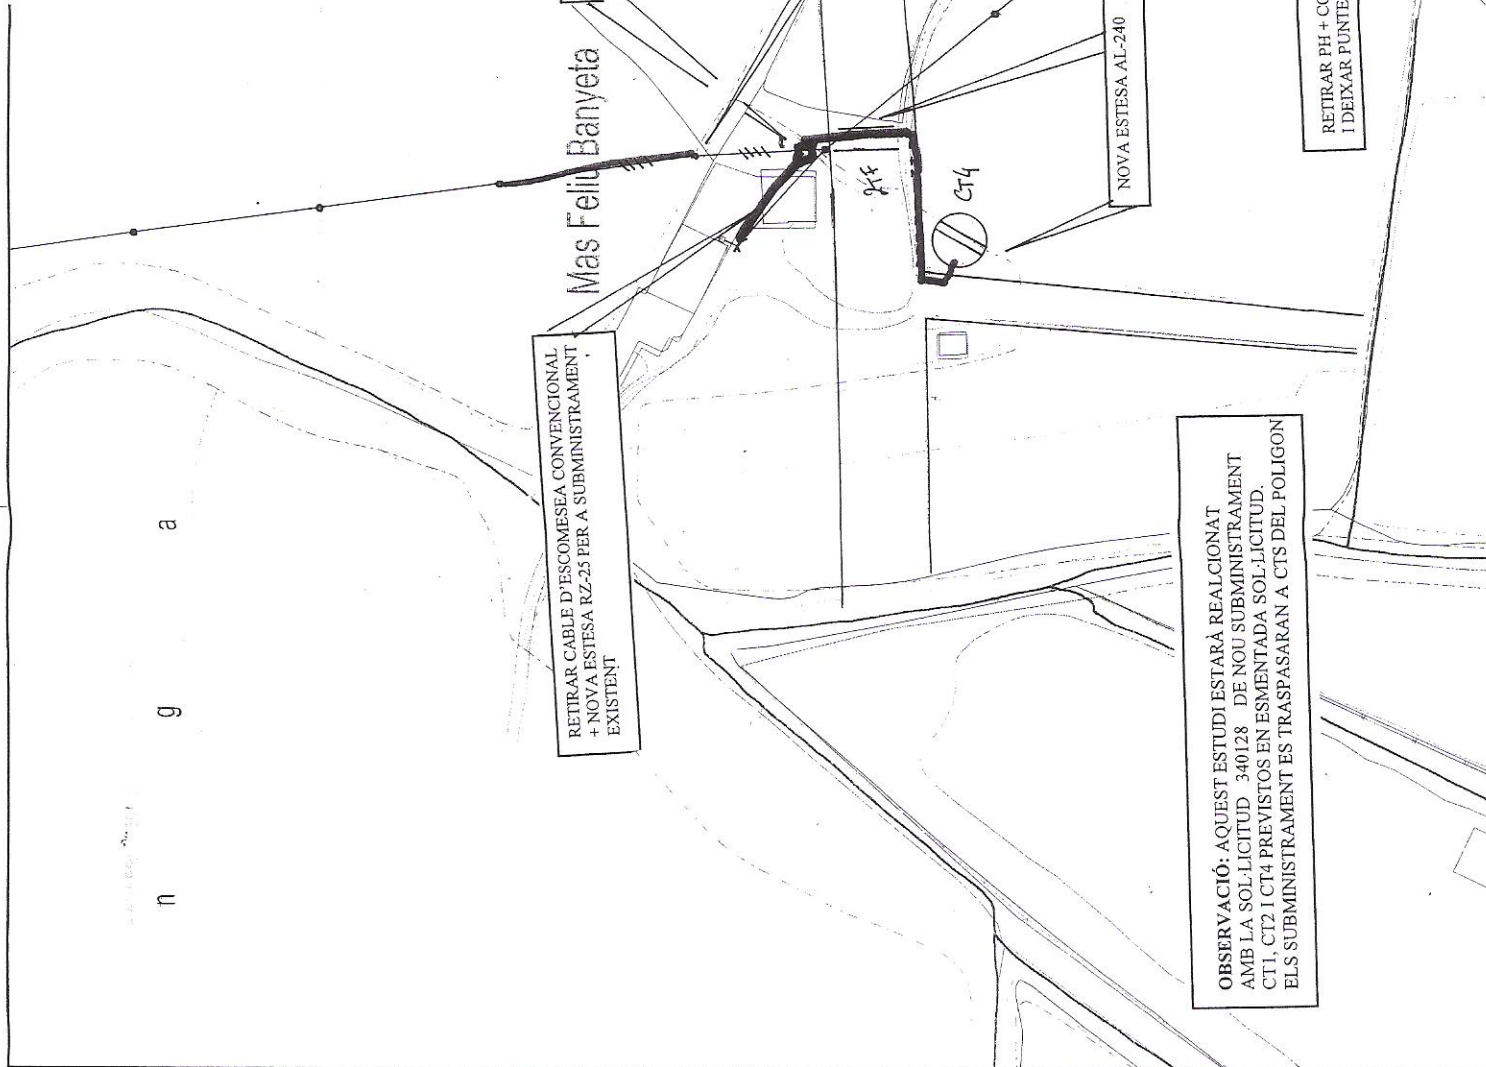 Mas Feliu Banyeta
RETIRAR PH + CO
I DEIXAR PUNTE
NOVA ESTESA AL-240
CT4
RETIRAR CABLE D'ESCOMESEA CONVENCIONAL
+ NOVA ESTESA RZ-25 PER A SUBMINISTRAMENT
EXISTENT
n g a
OBSERVACIÓ: AQUEST ESTUDI ESTARÀ REALCIONAT
AMB LA SOL·LICITUD 340128 DE NOU SUBMINISTRAMENT
CT1, CT2 I CT4 PREVISTOS EN ESMENTADA SOL·LICITUD.
ELS SUBMINISTRAMENT ES TRASPASARAN A CTS DEL POLIGON